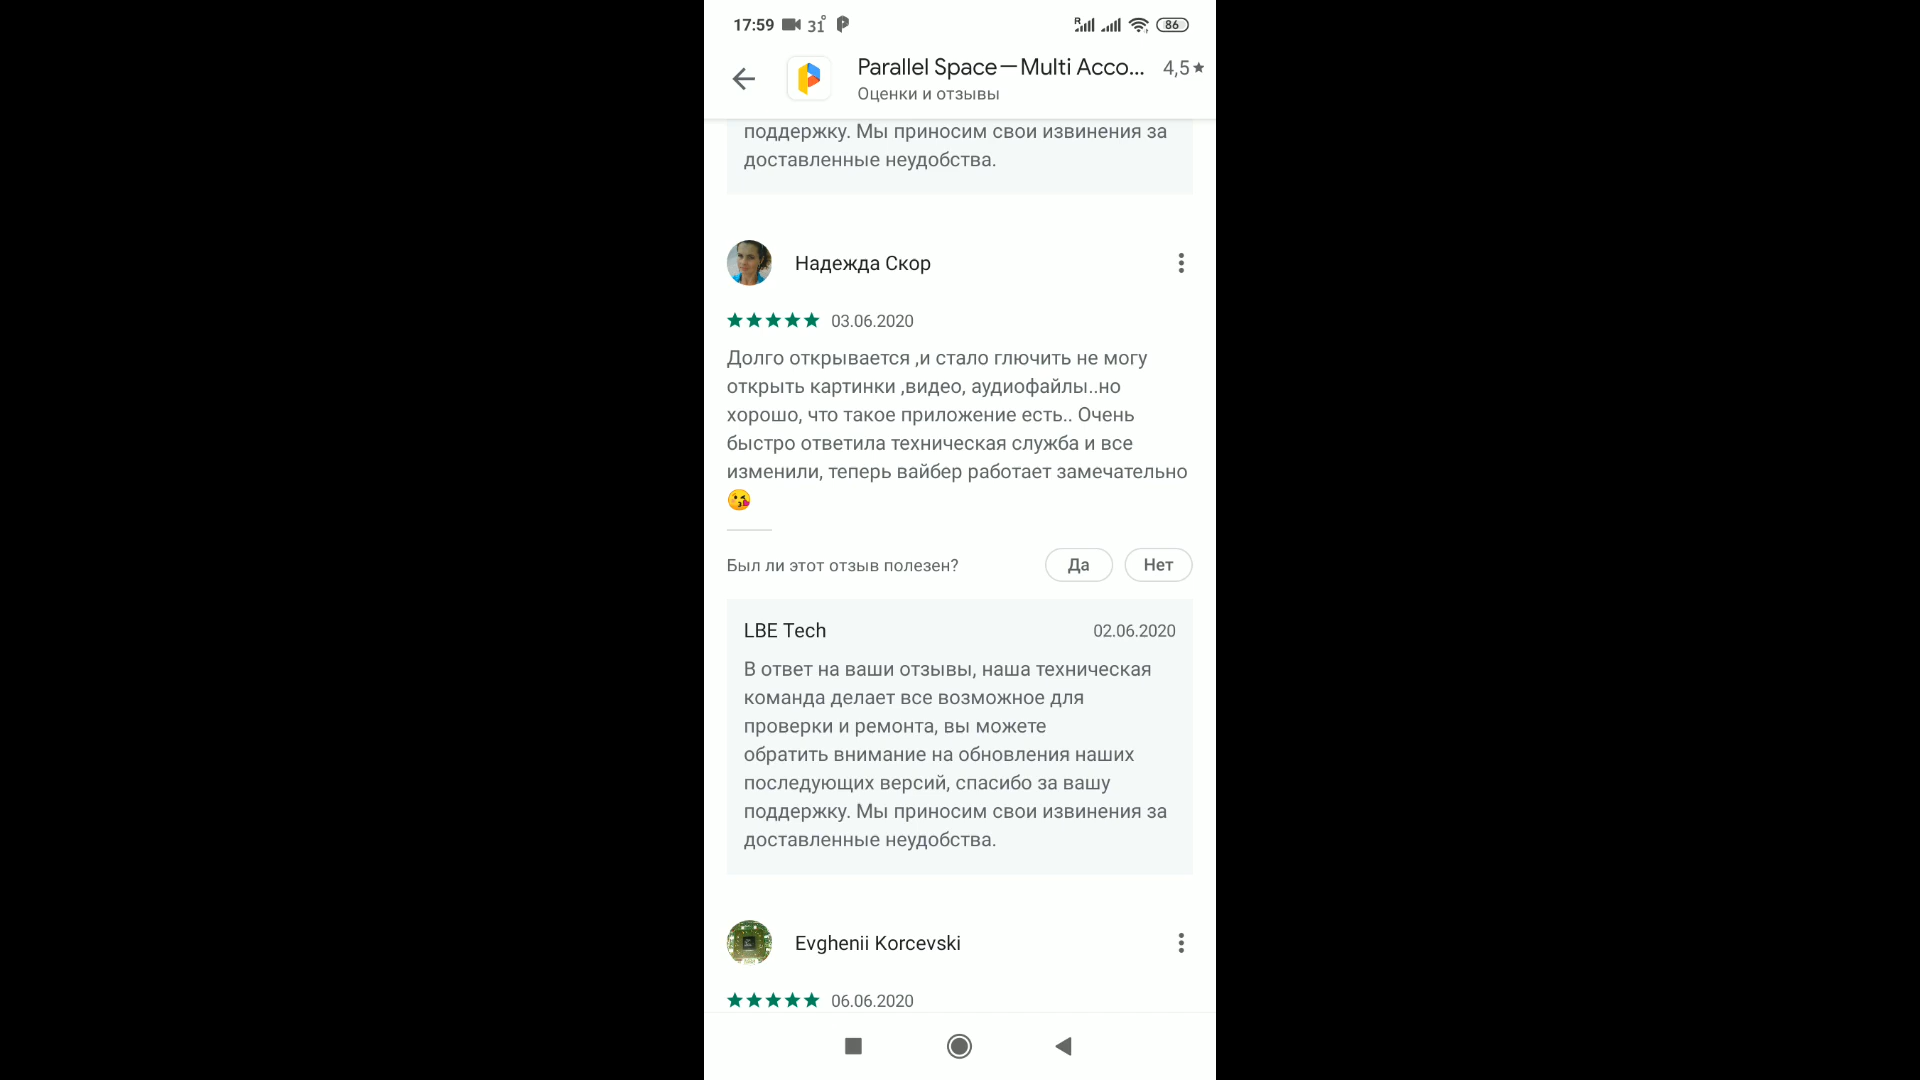 17:59 31° 86
Parallel Space—Multi Acco... 4,5★
Оценки и отзывы
поддержку. Мы приносим свои извинения за
доставленные неудобства.
Надежда Скор
03.06.2020
Долго открывается ,и стало глючить не могу
открыть картинки ,видео, аудиофайлы..но
хорошо, что такое приложение есть.. Очень
быстро ответила техническая служба и все
изменили, теперь вайбер работает замечательно
😘
Был ли этот отзыв полезен? Да Нет
LBE Tech 02.06.2020
В ответ на ваши отзывы, наша техническая
команда делает все возможное для
проверки и ремонта, вы можете
обратить внимание на обновления наших
последующих версий, спасибо за вашу
поддержку. Мы приносим свои извинения за
доставленные неудобства.
Evghenii Korcevski
06.06.2020